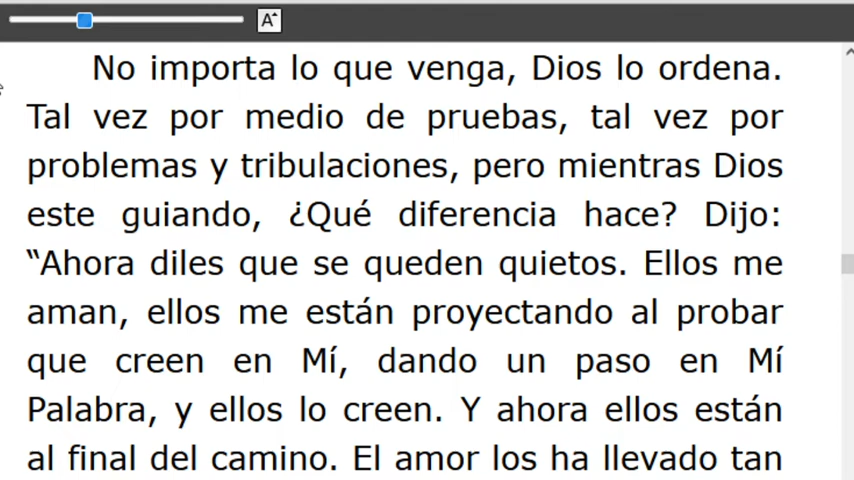 A
No importa lo que venga, Dios lo ordena.
Tal vez por medio de pruebas, tal vez por
problemas y tribulaciones, pero mientras Dios
este guiando, ¿Qué diferencia hace? Dijo:
“Ahora diles que se queden quietos. Ellos me
aman, ellos me están proyectando al probar
que creen en Mí, dando un paso en Mí
Palabra, y ellos lo creen. Y ahora ellos están
al final del camino. El amor los ha llevado tan